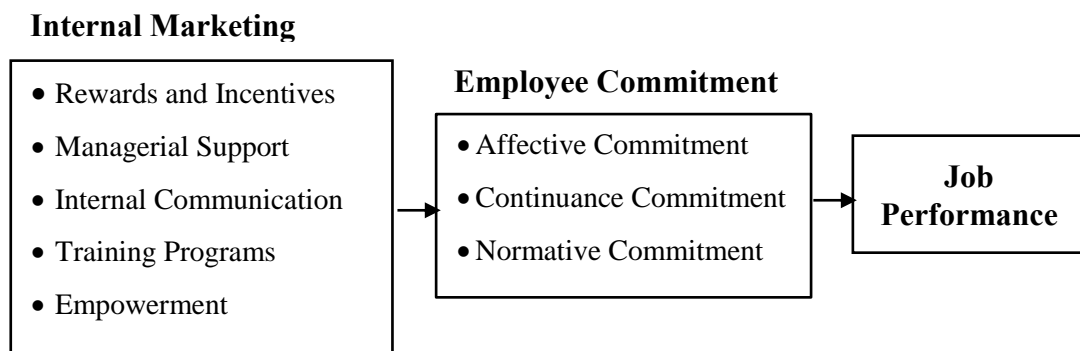 Internal Marketing
• Rewards and Incentives
• Managerial Support
• Internal Communication
• Training Programs
• Empowerment
Employee Commitment
• Affective Commitment
• Continuance Commitment
• Normative Commitment
Job
Performance